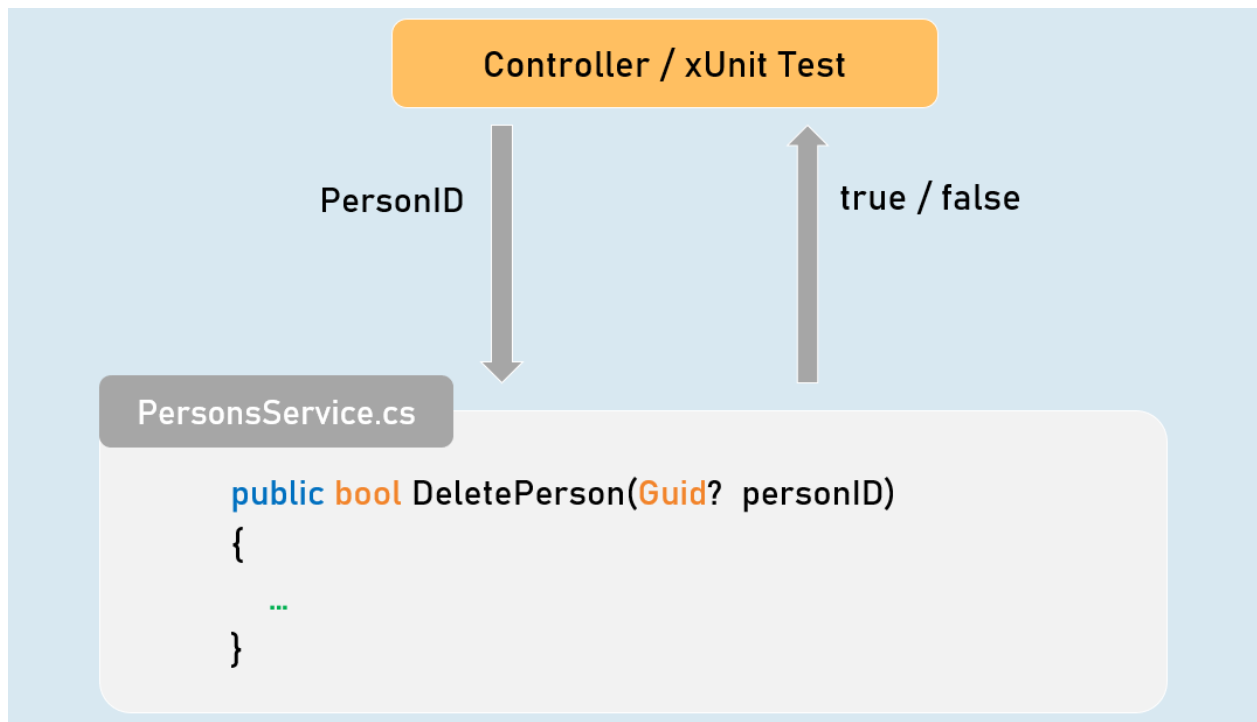 Controller / xUnit Test
PersonID
true / false
PersonsService.cs
public bool DeletePerson(Guid? personID)
{
...
}